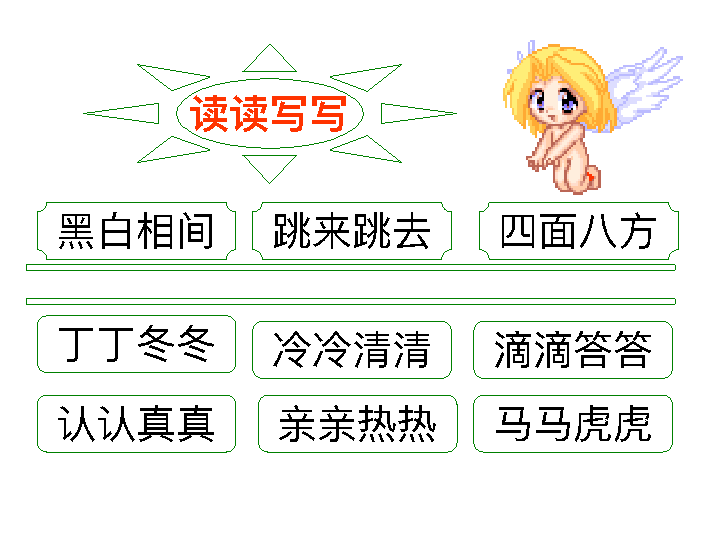 读读写写
黑白相间 跳来跳去 四面八方
丁丁冬冬 冷冷清清 滴滴答答
认认真真 亲亲热热 马马虎虎